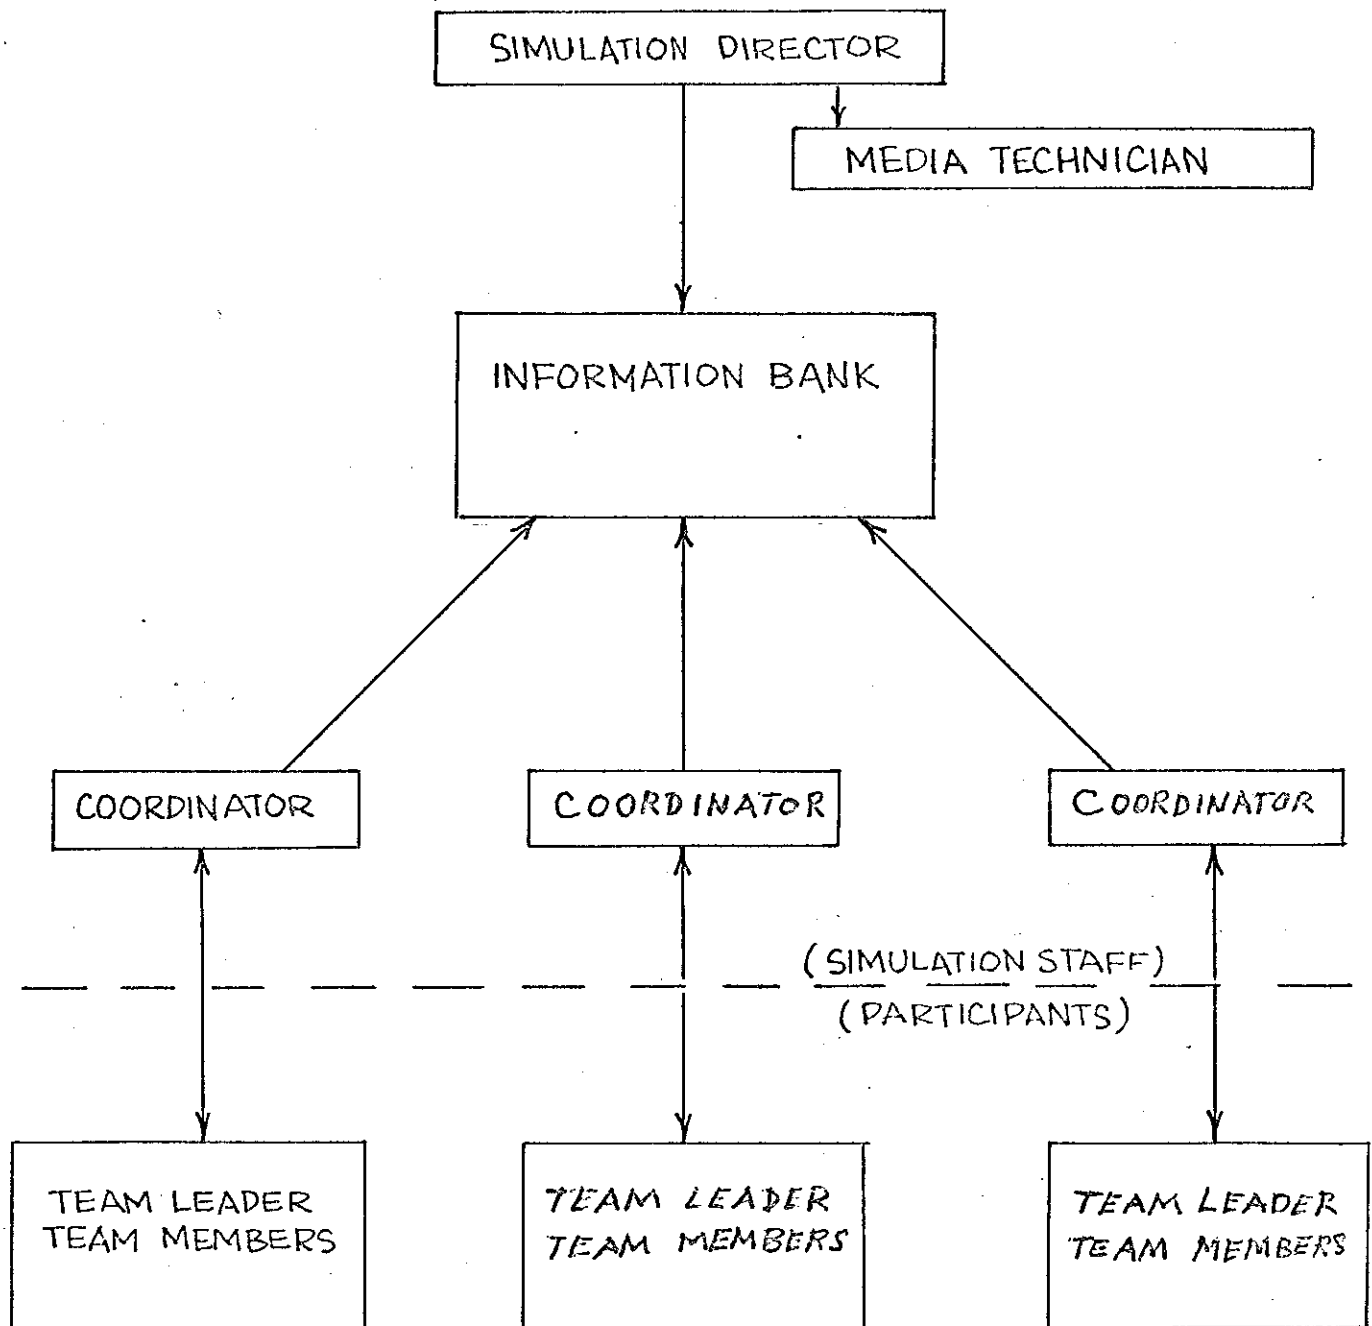 SIMULATION DIRECTOR
MEDIA TECHNICIAN
INFORMATION BANK
COORDINATOR
COORDINATOR
COORDINATOR
(SIMULATION STAFF)
(PARTICIPANTS)
TEAM LEADER
TEAM MEMBERS
TEAM LEADER
TEAM MEMBERS
TEAM LEADER
TEAM MEMBERS